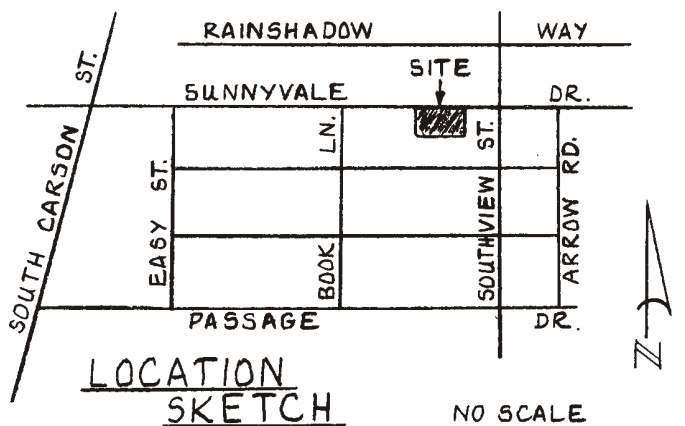 RAINSHADOW WAY
SITE
SUNNYVALE DR.
SOUTH CARSON ST.
EASY ST.
BOOK LN.
SOUTHVIEW ST.
ARROW RD.
PASSAGE DR.
N
LOCATION
SKETCH
NO SCALE